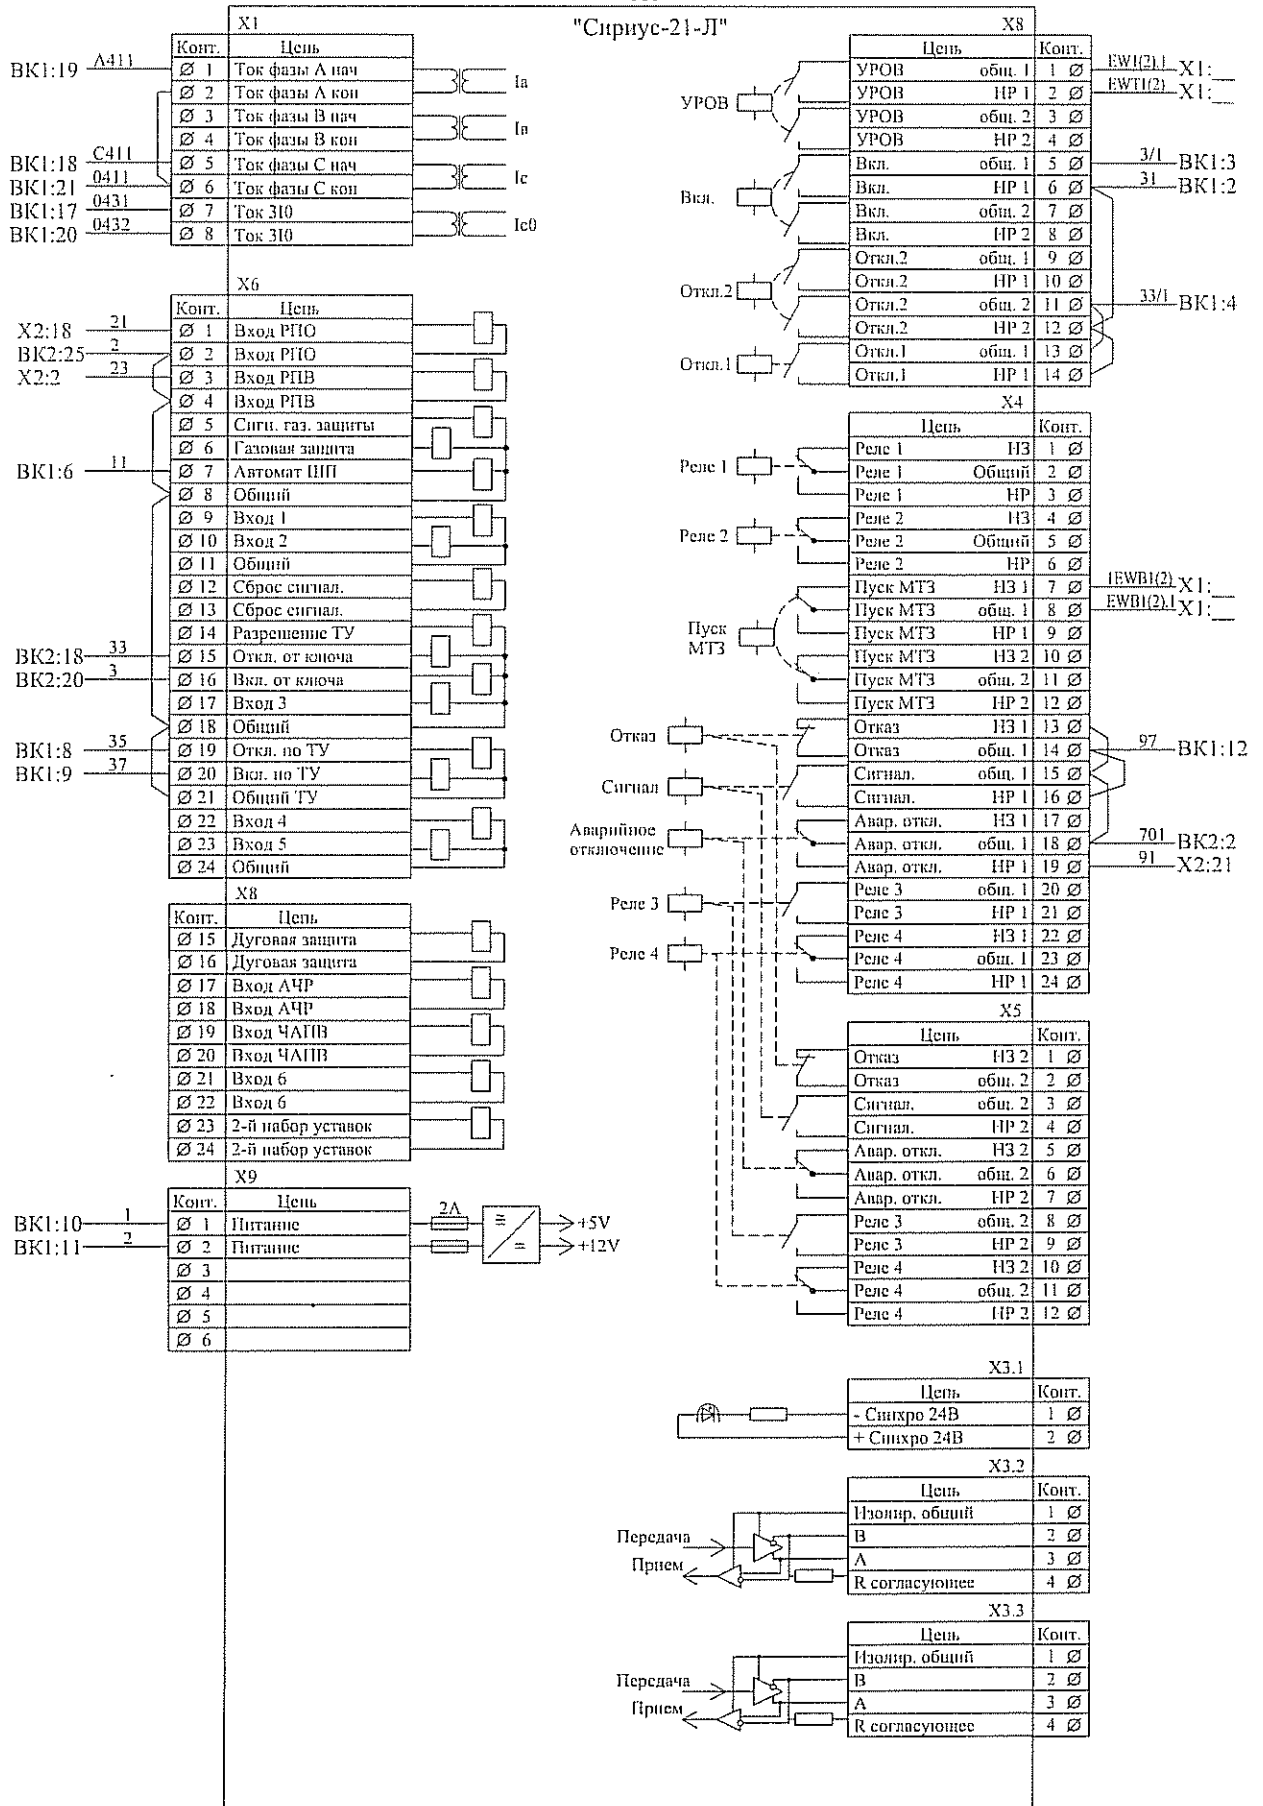 "Сириус-21-Л"
X1
Конт. Цепь
BK1:19 A411 1 Ток фазы А нач
2 Ток фазы А кон
Ia
3 Ток фазы В нач
4 Ток фазы В кон
Iв
BK1:18 C411 5 Ток фазы С нач
BK1:21 0411 6 Ток фазы С кон
Ic
BK1:17 0431 7 Ток 3I0
BK1:20 0432 8 Ток 3I0
Ic0
X6
Конт. Цепь
X2:18 21 1 Вход РПО
BK2:25 2 2 Вход РПО
X2:2 23 3 Вход РПВ
4 Вход РПВ
5 Сигн. газ. защиты
6 Газовая защита
BK1:6 11 7 Автомат ШП
8 Общий
9 Вход 1
10 Вход 2
11 Общий
12 Сброс сигнал.
13 Сброс сигнал.
14 Разрешение ТУ
BK2:18 33 15 Откл. от ключа
BK2:20 3 16 Вкл. от ключа
17 Вход 3
18 Общий
BK1:8 35 19 Откл. по ТУ
BK1:9 37 20 Вкл. по ТУ
21 Общий ТУ
22 Вход 4
23 Вход 5
24 Общий
X8
Конт. Цепь
15 Дуговая защита
16 Дуговая защита
17 Вход АЧР
18 Вход АЧР
19 Вход ЧАПВ
20 Вход ЧАПВ
21 Вход 6
22 Вход 6
23 2-й набор уставок
24 2-й набор уставок
X9
Конт. Цепь
BK1:10 1 1 Питание 2A +5V
BK1:11 2 2 Питание +12V
3
4
5
6
X8
Цепь Конт.
УРОВ
УРОВ общ. 1 1 EW1(2).1 X1:__
УРОВ НР 1 2 EWT1(2) X1:__
УРОВ общ. 2 3
УРОВ НР 2 4
Вкл.
Вкл. общ. 1 5 3/1 BK1:3
Вкл. НР 1 6 31 BK1:2
Вкл. общ. 2 7
Вкл. НР 2 8
Откл.2
Откл.2 общ. 1 9
Откл.2 НР 1 10
Откл.2 общ. 2 11 33/1 BK1:4
Откл.2 НР 2 12
Откл.1
Откл.1 общ. 1 13
Откл.1 НР 1 14
X4
Цепь Конт.
Реле 1
Реле 1 НЗ 1
Реле 1 Общий 2
Реле 1 НР 3
Реле 2
Реле 2 НЗ 4
Реле 2 Общий 5
Реле 2 НР 6
Пуск
МТЗ
Пуск МТЗ НЗ 1 7 1EWB1(2) X1:__
Пуск МТЗ общ. 1 8 EWB1(2).1 X1:__
Пуск МТЗ НР 1 9
Пуск МТЗ НЗ 2 10
Пуск МТЗ общ. 2 11
Пуск МТЗ НР 2 12
Отказ
Отказ НЗ 1 13
Отказ общ. 1 14 97 BK1:12
Сигнал
Сигнал. общ. 1 15
Сигнал. НР 1 16
Аварийное
отключение
Авар. откл. НЗ 1 17
Авар. откл. общ. 1 18 701 BK2:2
Авар. откл. НР 1 19 91 X2:21
Реле 3
Реле 3 общ. 1 20
Реле 3 НР 1 21
Реле 4
Реле 4 НЗ 1 22
Реле 4 общ. 1 23
Реле 4 НР 1 24
X5
Цепь Конт.
Отказ НЗ 2 1
Отказ общ. 2 2
Сигнал. общ. 2 3
Сигнал. НР 2 4
Авар. откл. НЗ 2 5
Авар. откл. общ. 2 6
Авар. откл. НР 2 7
Реле 3 общ. 2 8
Реле 3 НР 2 9
Реле 4 НЗ 2 10
Реле 4 общ. 2 11
Реле 4 НР 2 12
X3.1
Цепь Конт.
- Синхро 24В 1
+ Синхро 24В 2
X3.2
Цепь Конт.
Изолир. общий 1
Передача
B 2
Прием
A 3
R согласующее 4
X3.3
Цепь Конт.
Изолир. общий 1
Передача
B 2
Прием
A 3
R согласующее 4